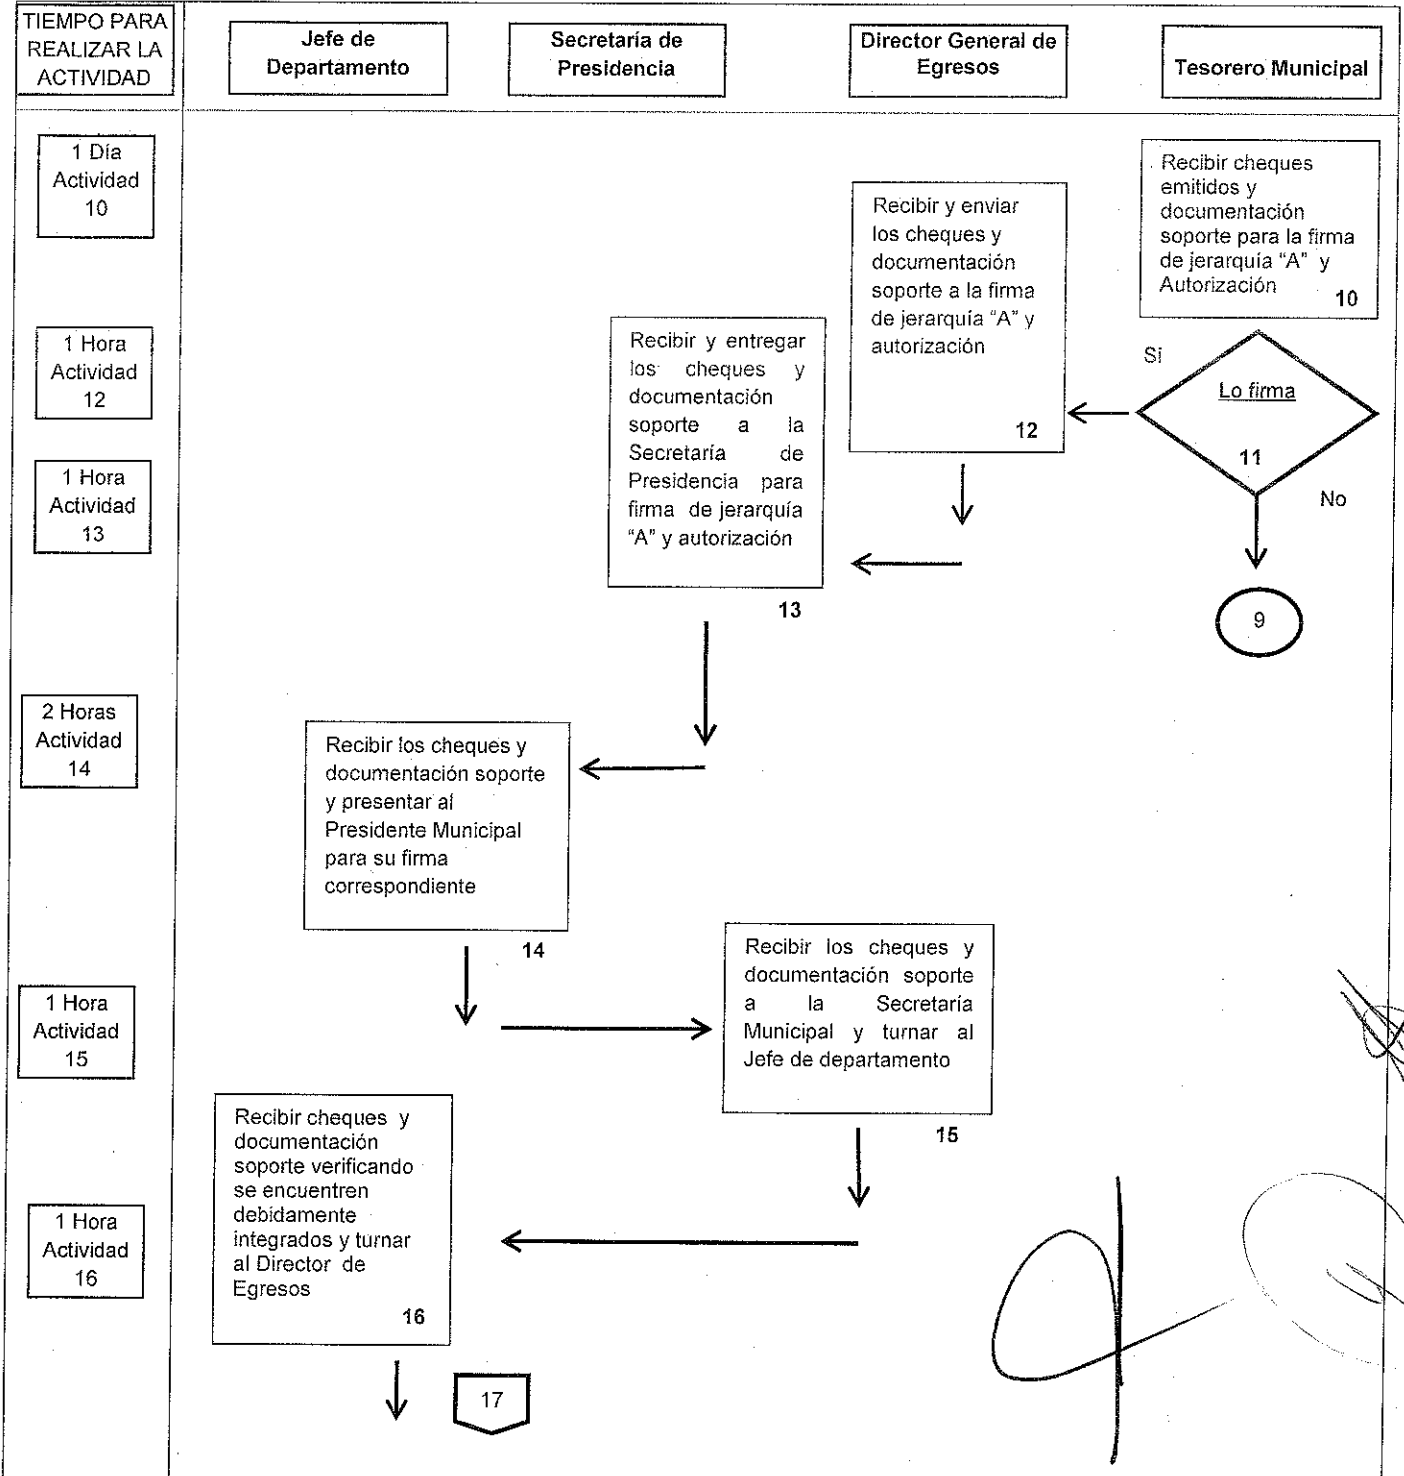 TIEMPO PARA
REALIZAR LA
ACTIVIDAD
Jefe de
Departamento
Secretaría de
Presidencia
Director General de
Egresos
Tesorero Municipal
1 Día
Actividad
10
Recibir cheques
emitidos y
documentación
soporte para la firma
de jerarquía “A” y
Autorización
10
Recibir y enviar
los cheques y
documentación
soporte a la firma
de jerarquía “A” y
autorización
12
1 Hora
Actividad
12
Recibir y entregar
los cheques y
documentación
soporte a la
Secretaría de
Presidencia para
firma de jerarquía
“A” y autorización
13
Si
Lo firma
11
No
9
1 Hora
Actividad
13
2 Horas
Actividad
14
Recibir los cheques y
documentación soporte
y presentar al
Presidente Municipal
para su firma
correspondiente
14
Recibir los cheques y
documentación soporte
a la Secretaría
Municipal y turnar al
Jefe de departamento
15
1 Hora
Actividad
15
Recibir cheques y
documentación
soporte verificando
se encuentren
debidamente
integrados y turnar
al Director de
Egresos
16
1 Hora
Actividad
16
17